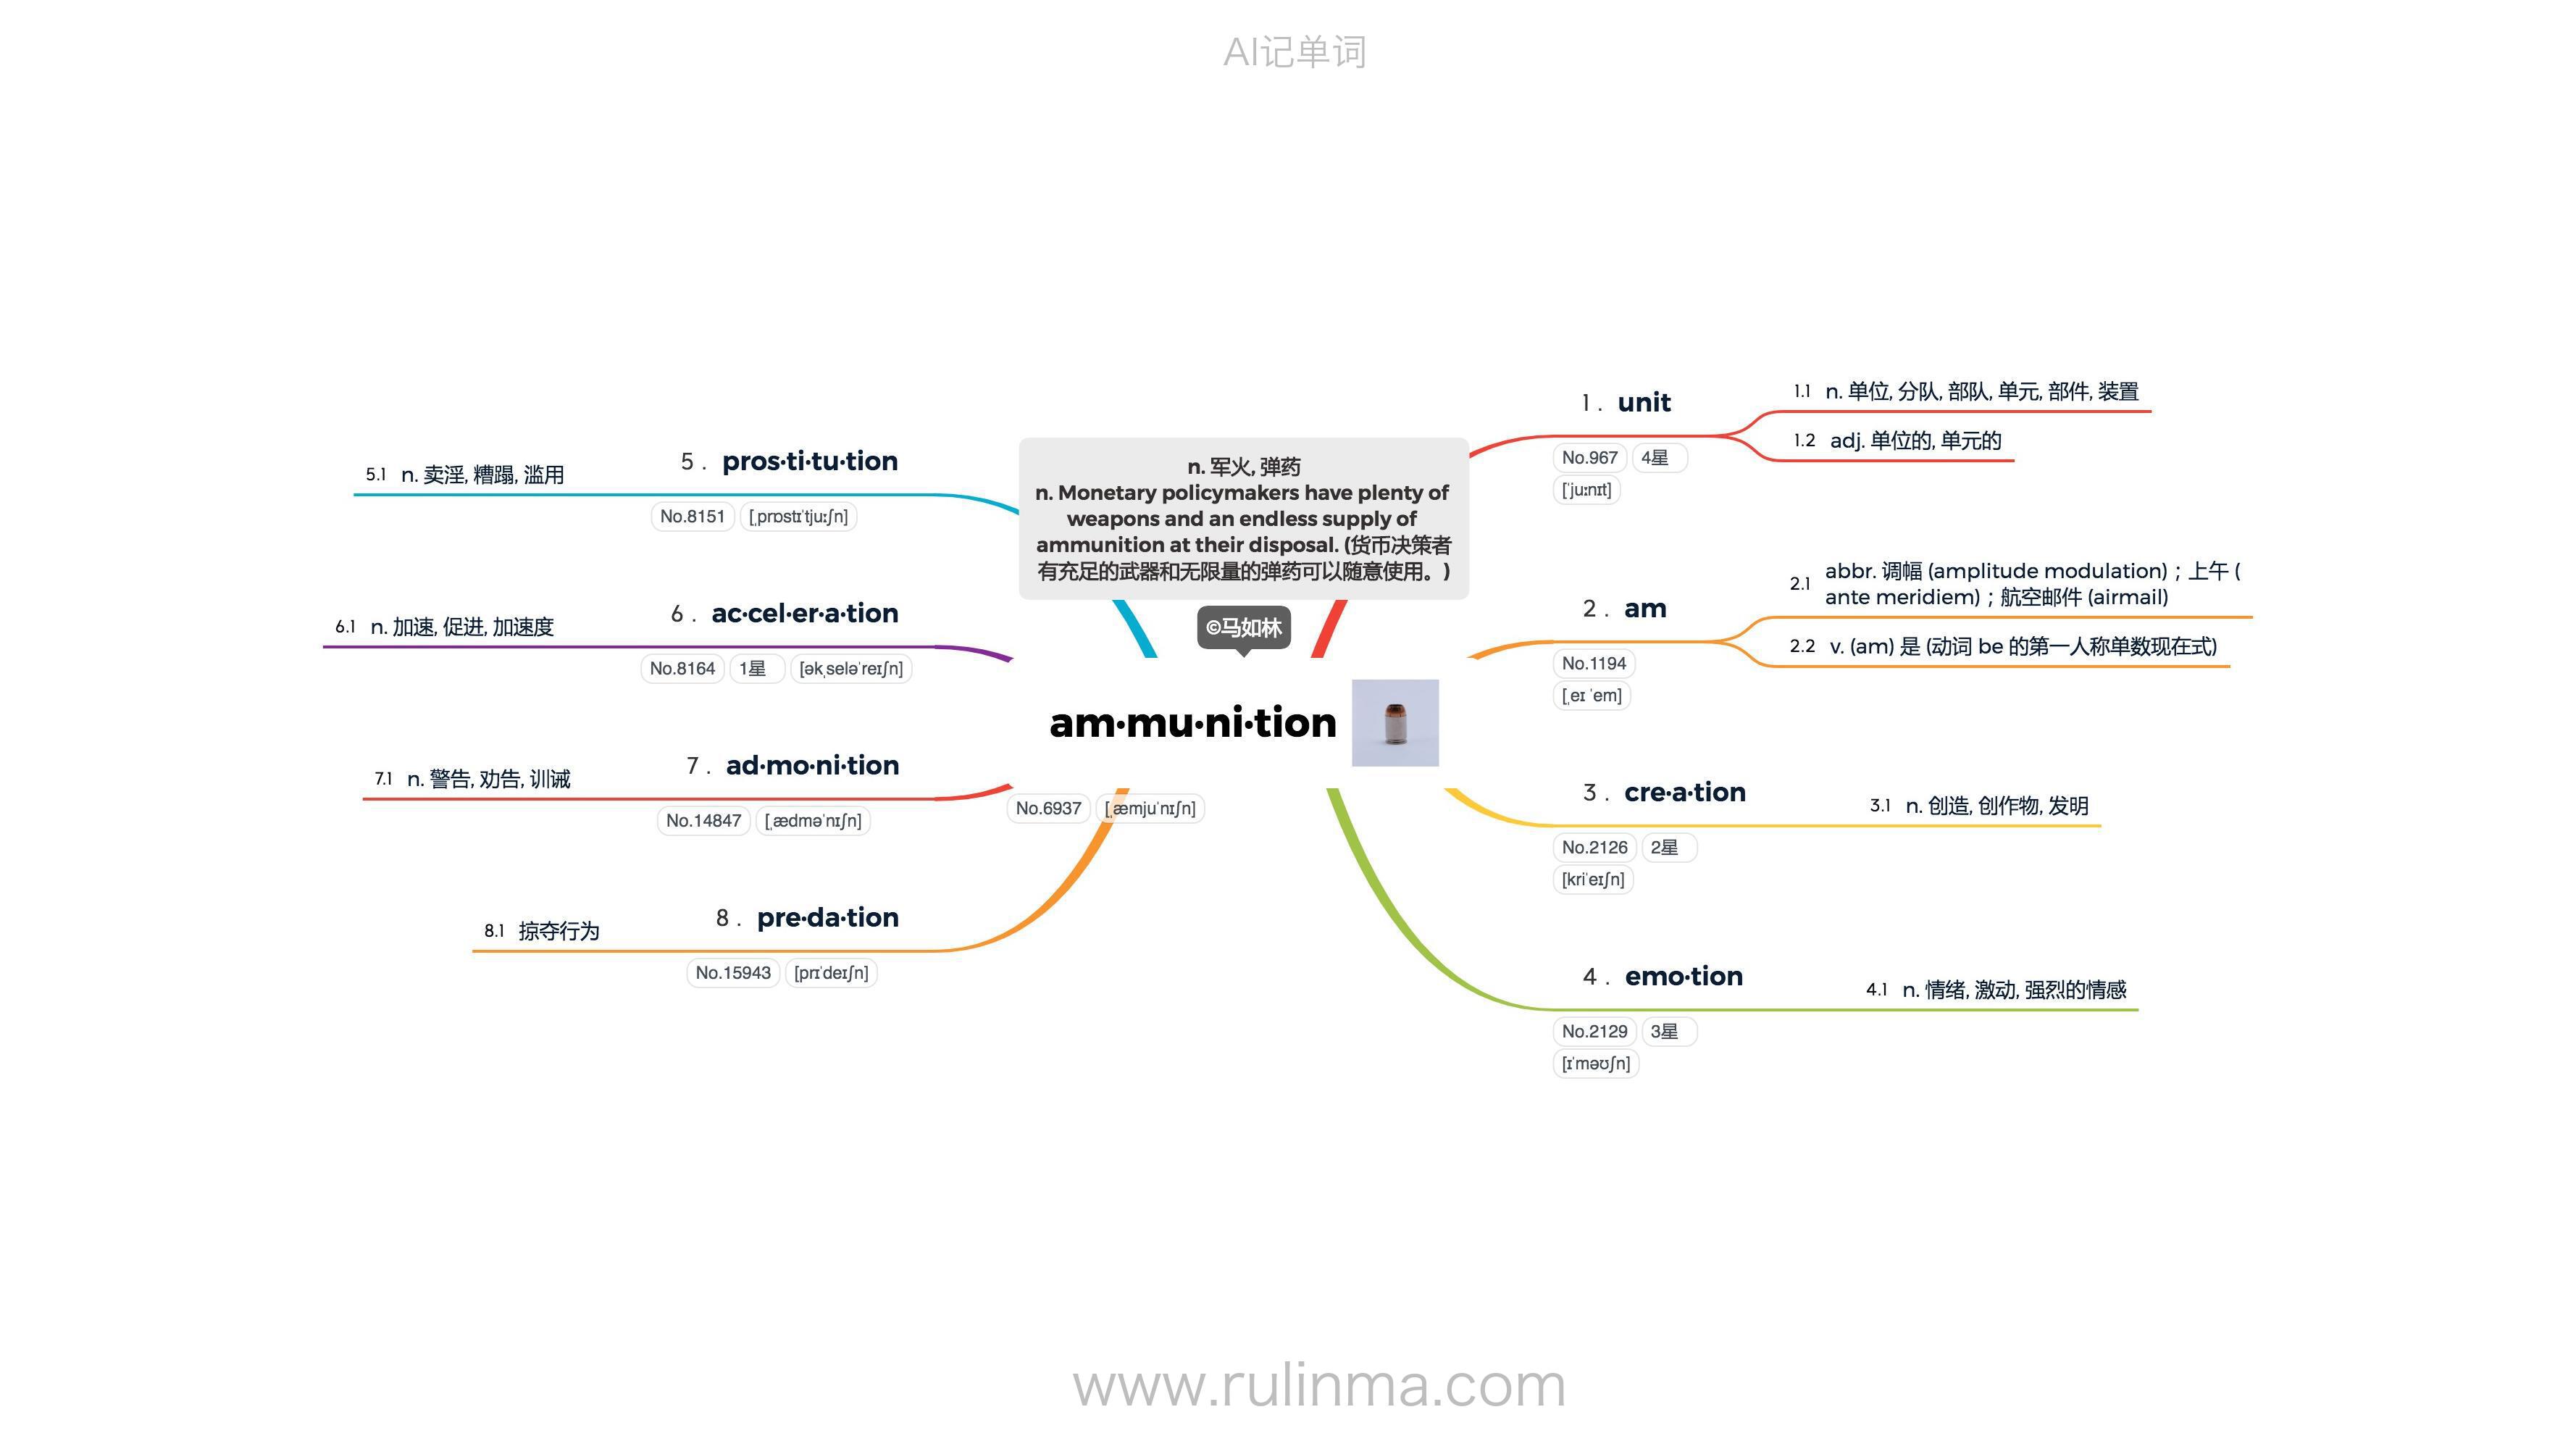 AI记单词
n. 军火, 弹药
n. Monetary policymakers have plenty of
weapons and an endless supply of
ammunition at their disposal. (货币决策者
有充足的武器和无限量的弹药可以随意使用。)
©马如林
am·mu·ni·tion
No.6937 [ˌæmjuˈnɪʃn]
1. unit
No.967 4星
[ˈjuːnɪt]
1.1 n. 单位, 分队, 部队, 单元, 部件, 装置
1.2 adj. 单位的, 单元的
2. am
No.1194
[ˌeɪ ˈem]
2.1 abbr. 调幅 (amplitude modulation)；上午 (
ante meridiem)；航空邮件 (airmail)
2.2 v. (am) 是 (动词 be 的第一人称单数现在式)
3. cre·a·tion
No.2126 2星
[kriˈeɪʃn]
3.1 n. 创造, 创作物, 发明
4. emo·tion
No.2129 3星
[ɪˈməʊʃn]
4.1 n. 情绪, 激动, 强烈的情感
5. pros·ti·tu·tion
No.8151 [ˌprɒstɪˈtjuːʃn]
5.1 n. 卖淫, 糟蹋, 滥用
6. ac·cel·er·a·tion
No.8164 1星 [əkˌseləˈreɪʃn]
6.1 n. 加速, 促进, 加速度
7. ad·mo·ni·tion
No.14847 [ˌædməˈnɪʃn]
7.1 n. 警告, 劝告, 训诫
8. pre·da·tion
No.15943 [prɪˈdeɪʃn]
8.1 掠夺行为
www.rulinma.com